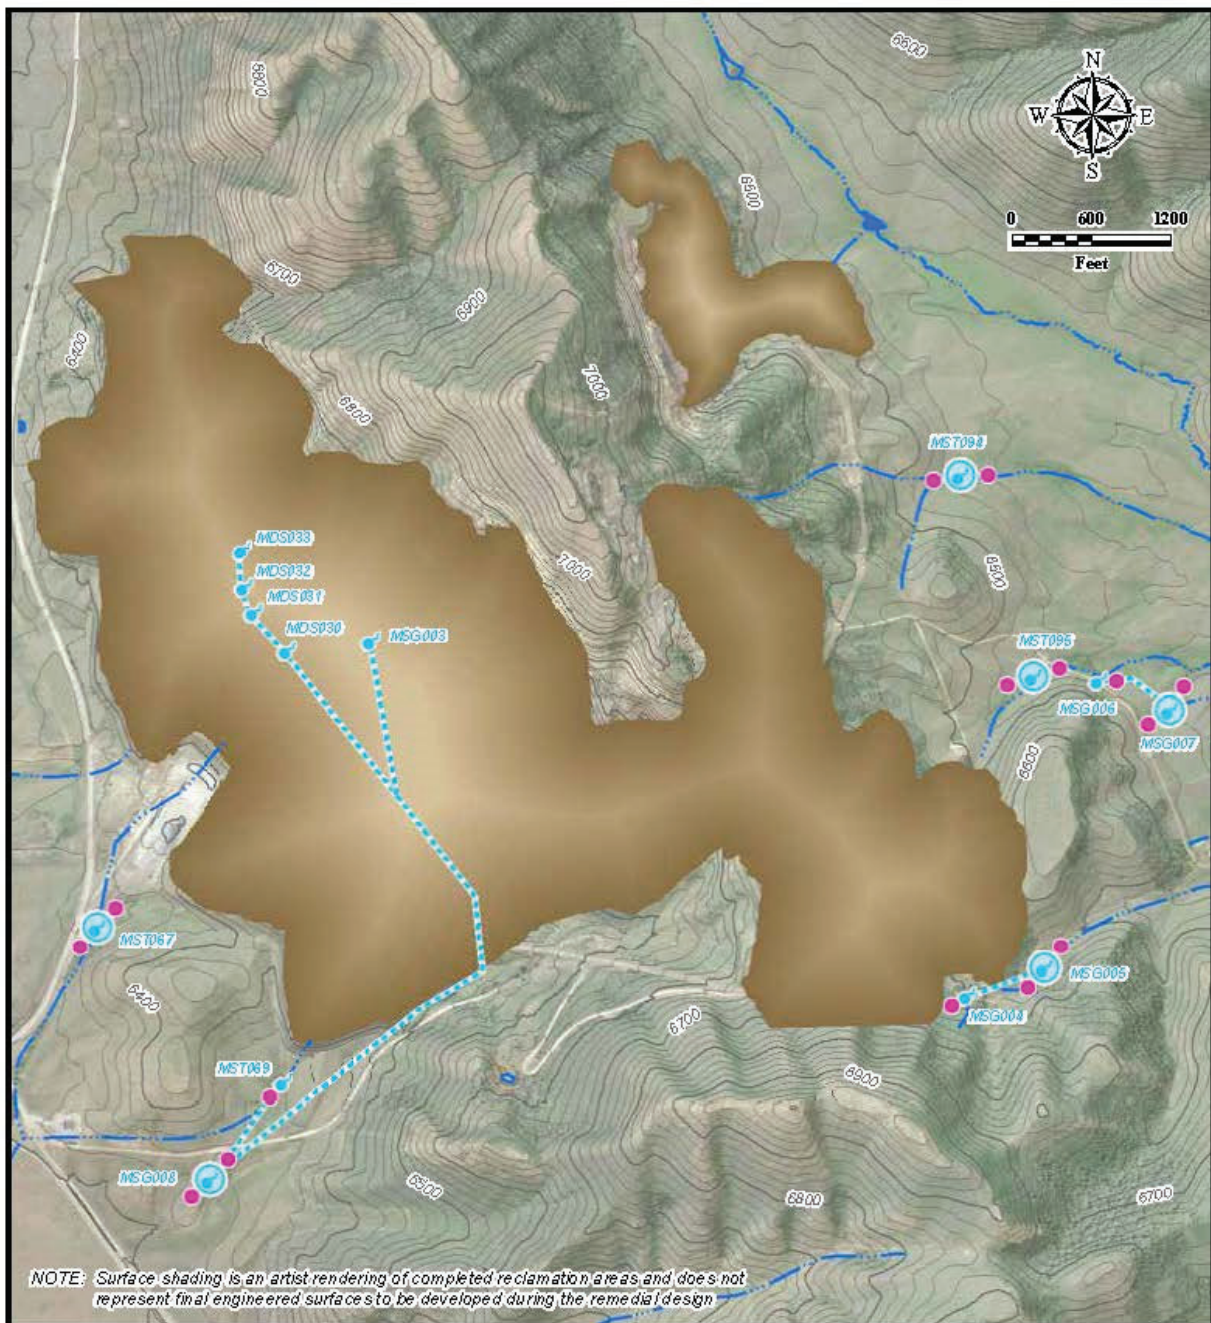 6600
6800
N
W E
S
6500
0 600 1200
Feet
6700
6900
6400
7000
6800
MST094
MDS033
7000
6500
MDS032
MDS031
MDS030
MSG003
MST095
MSG006
MSG007
6600
MST067
MSG005
6400
MSG004
6700
MST069
6900
MSG008
6500
6800
6700
NOTE: Surface shading is an artist rendering of completed reclamation areas and does not
represent final engineered surfaces to be developed during the remedial design